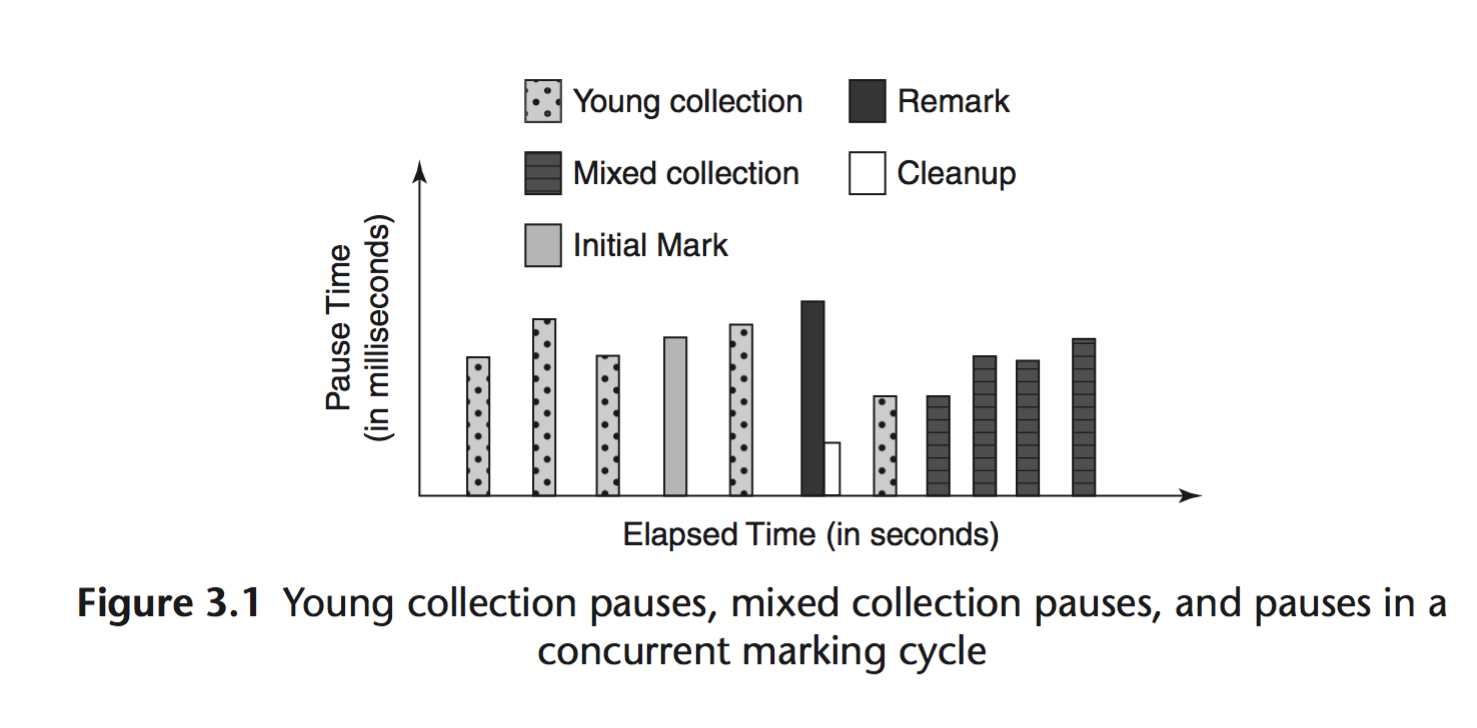 Young collection
Remark
Mixed collection
Cleanup
Initial Mark
Pause Time
(in milliseconds)
Elapsed Time (in seconds)
Figure 3.1 Young collection pauses, mixed collection pauses, and pauses in a
concurrent marking cycle